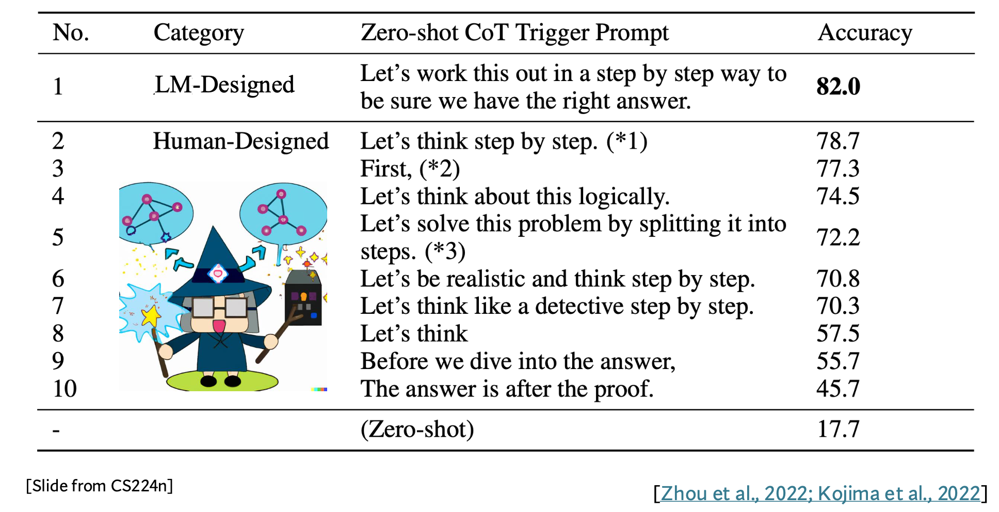 No. Category Zero-shot CoT Trigger Prompt Accuracy
1 LM-Designed Let’s work this out in a step by step way to be sure we have the right answer. 82.0
2 Human-Designed Let’s think step by step. (*1) 78.7
3 First, (*2) 77.3
4 Let’s think about this logically. 74.5
5 Let’s solve this problem by splitting it into steps. (*3) 72.2
6 Let’s be realistic and think step by step. 70.8
7 Let’s think like a detective step by step. 70.3
8 Let’s think 57.5
9 Before we dive into the answer, 55.7
10 The answer is after the proof. 45.7
- (Zero-shot) 17.7
[Slide from CS224n]
[Zhou et al., 2022; Kojima et al., 2022]